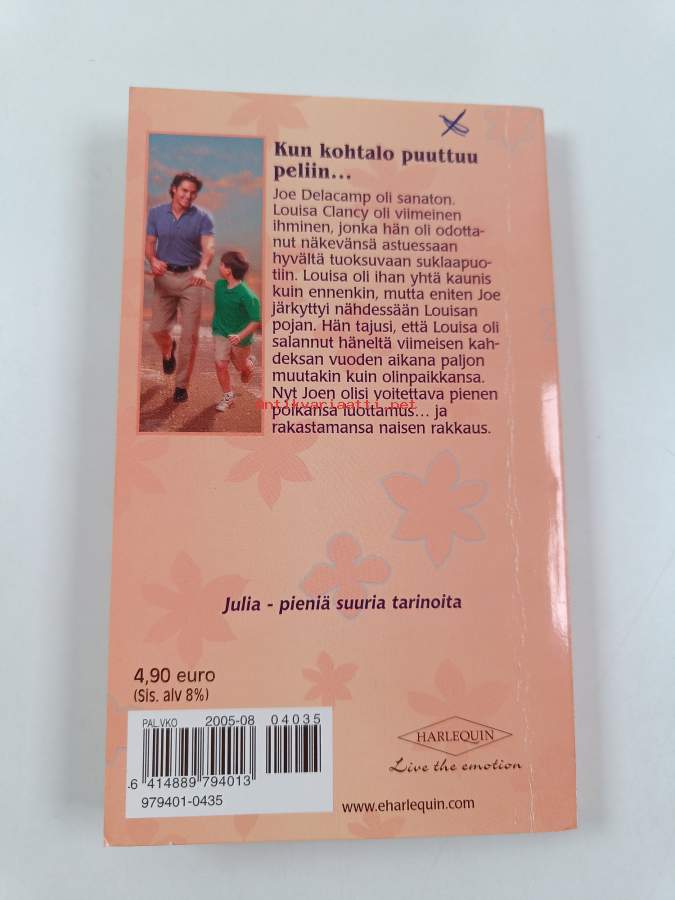 Kun kohtalo puuttuu
peliin...
Joe Delacamp oli sanaton.
Louisa Clancy oli viimeinen
ihminen, jonka hän oli odotta-
nut näkevänsä astuessaan
hyvältä tuoksuvaan suklaapuo-
tiin. Louisa oli ihan yhtä kaunis
kuin ennenkin, mutta eniten Joe
järkyttyi nähdessään Louisan
pojan. Hän tajusi, että Louisa oli
salannut häneltä viimeisen kah-
deksan vuoden aikana paljon
muutakin kuin olinpaikkansa.
Nyt Joen olisi voitettava pienen
antikvariaatti.net
poikansa luottamus... ja
rakastamansa naisen rakkaus.
Julia - pieniä suuria tarinoita
4,90 euro
(Sis. alv 8%)
PAL.VKO 2005-08 04035
6 414889 794013
979401-0435
HARLEQUIN
Live the emotion
www.eharlequin.com